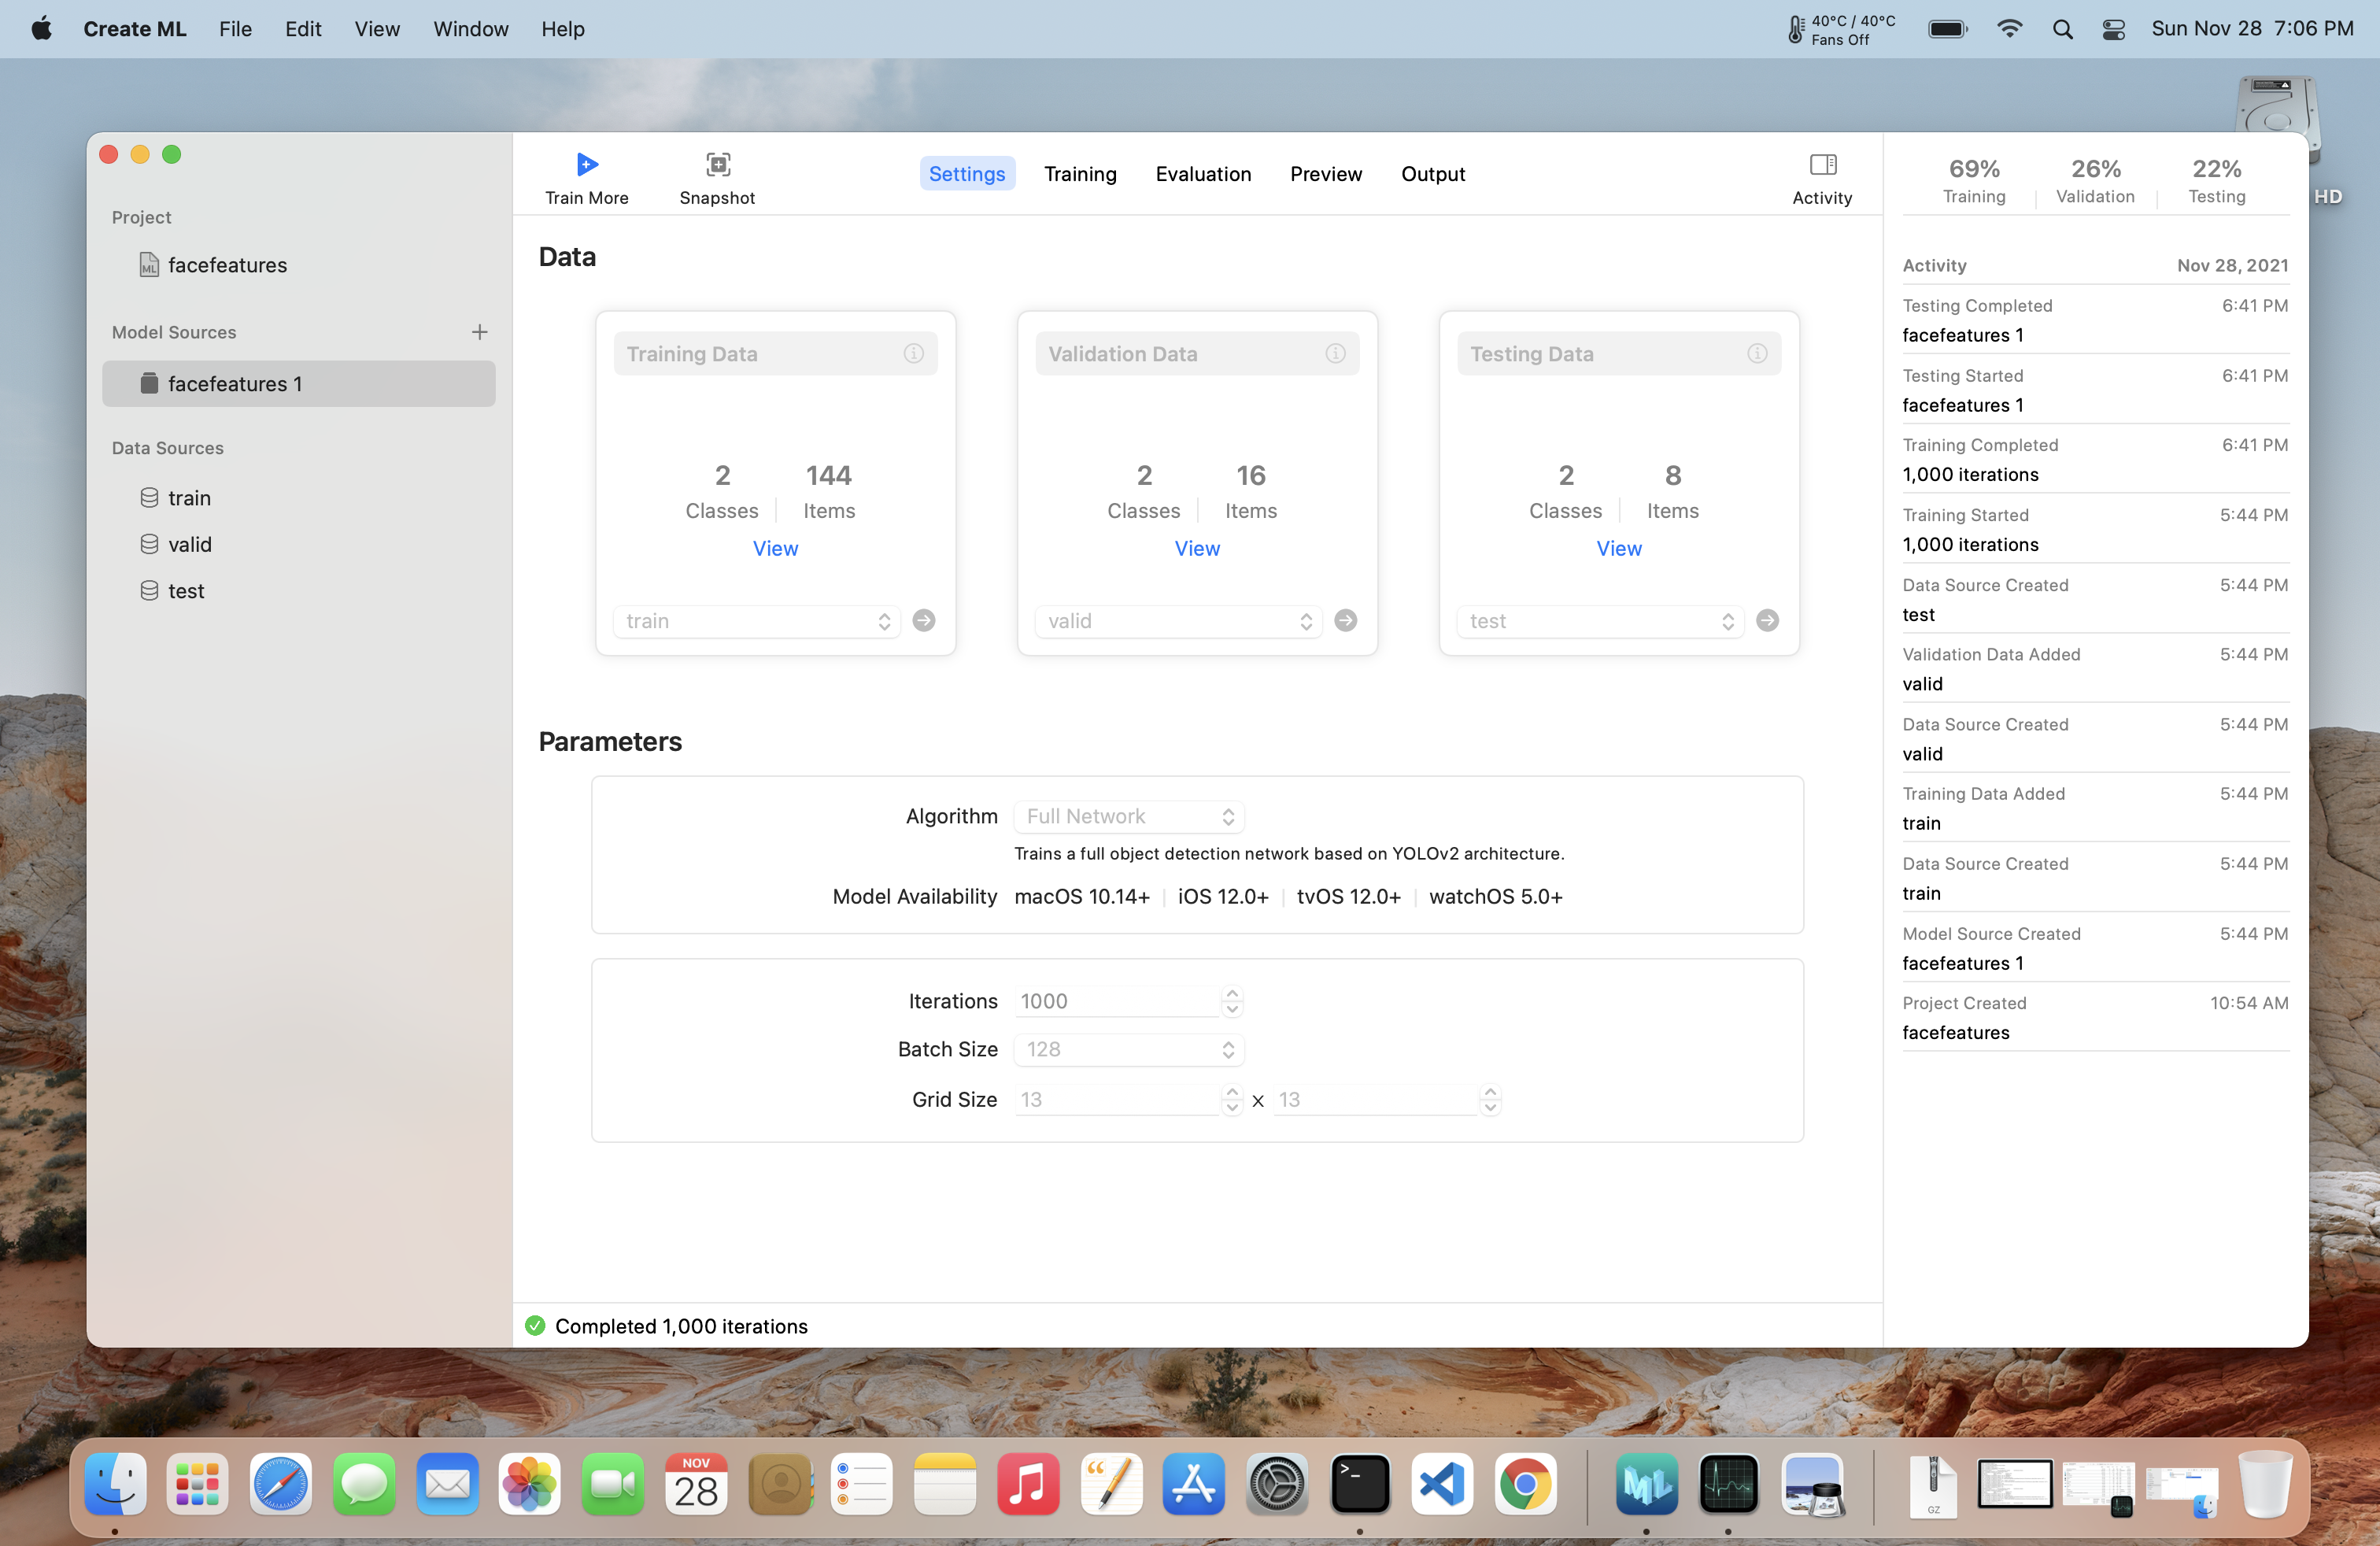 Create ML File Edit View Window Help 40°C / 40°C Fans Off Sun Nov 28 7:06 PM
HD
Project
facefeatures
Model Sources
facefeatures 1
Data Sources
train
valid
test
Train More
Snapshot
Settings Training Evaluation Preview Output
Activity
Data
Training Data
2 144
Classes Items
View
train
Validation Data
2 16
Classes Items
View
valid
Testing Data
2 8
Classes Items
View
test
Parameters
Algorithm Full Network
Trains a full object detection network based on YOLOv2 architecture.
Model Availability macOS 10.14+ iOS 12.0+ tvOS 12.0+ watchOS 5.0+
Iterations 1000
Batch Size 128
Grid Size 13 x 13
Completed 1,000 iterations
69% 26% 22%
Training Validation Testing
Activity Nov 28, 2021
Testing Completed 6:41 PM
facefeatures 1
Testing Started 6:41 PM
facefeatures 1
Training Completed 6:41 PM
1,000 iterations
Training Started 5:44 PM
1,000 iterations
Data Source Created 5:44 PM
test
Validation Data Added 5:44 PM
valid
Data Source Created 5:44 PM
valid
Training Data Added 5:44 PM
train
Data Source Created 5:44 PM
train
Model Source Created 5:44 PM
facefeatures 1
Project Created 10:54 AM
facefeatures
NOV
28
>_
ML
GZ